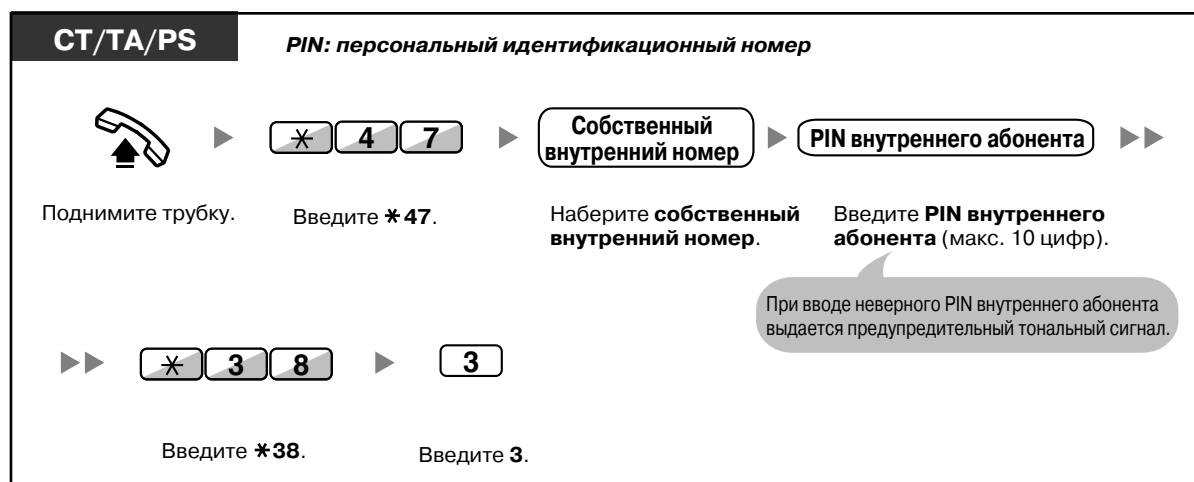 CT/TA/PS
PIN: персональный идентификационный номер
* 4 7
Собственный
внутренний номер
PIN внутреннего абонента
Поднимите трубку.
Введите *47.
Наберите собственный
внутренний номер.
Введите PIN внутреннего
абонента (макс. 10 цифр).
При вводе неверного PIN внутреннего абонента
выдается предупредительный тональный сигнал.
* 3 8
3
Введите *38.
Введите 3.